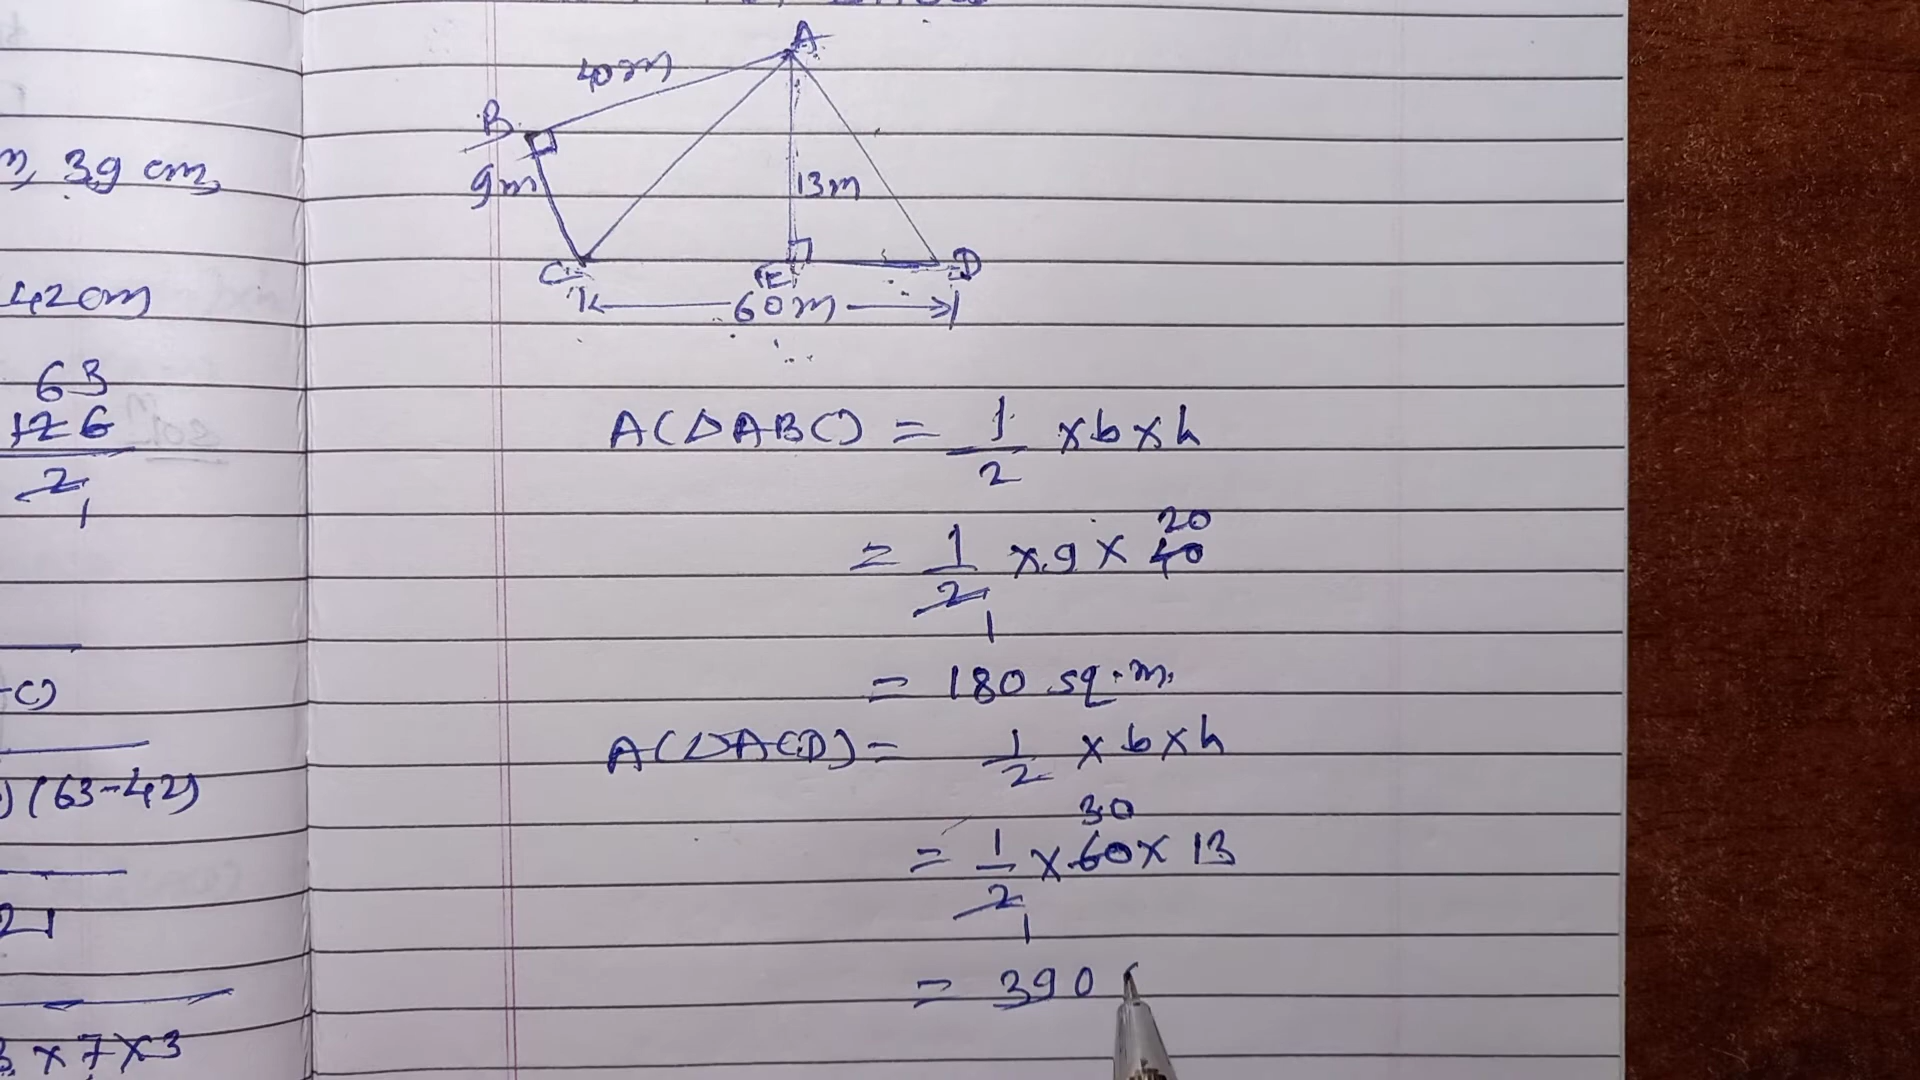 3g cm,
42cm
63
126
2
1
) (63-42)
21
x 7 x 3
A
40m
B
9m
13m
C
E
D
60m
A(△ABC) = 1/2 x b x h
= 1/2 x 9 x 40
20
1
= 180 sq.m.
A(△ACD) = 1/2 x b x h
30
= 1/2 x 60 x 13
1
= 390